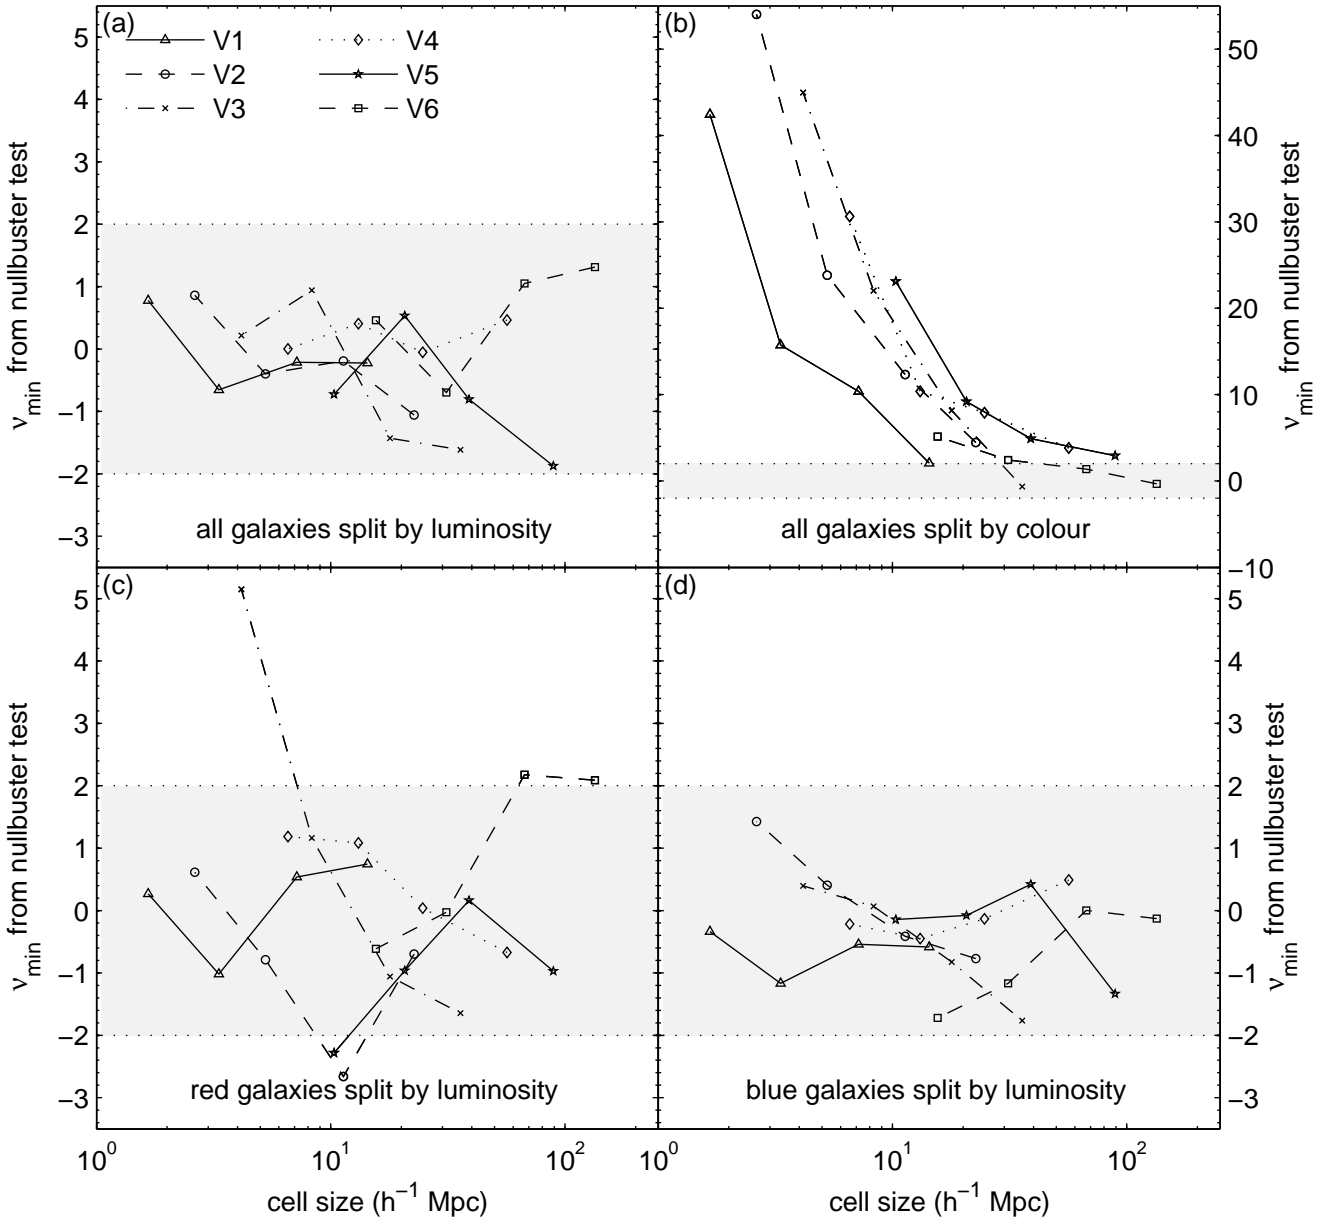 (a)
V1
V2
V3
V4
V5
V6
5
4
3
2
1
0
−1
−2
−3
ν_min from nullbuster test
all galaxies split by luminosity
(b)
50
40
30
20
10
0
−10
ν_min from nullbuster test
all galaxies split by colour
(c)
5
4
3
2
1
0
−1
−2
−3
ν_min from nullbuster test
red galaxies split by luminosity
10^0
10^1
10^2
cell size (h^−1 Mpc)
(d)
5
4
3
2
1
0
−1
−2
−3
ν_min from nullbuster test
blue galaxies split by luminosity
10^0
10^1
10^2
cell size (h^−1 Mpc)